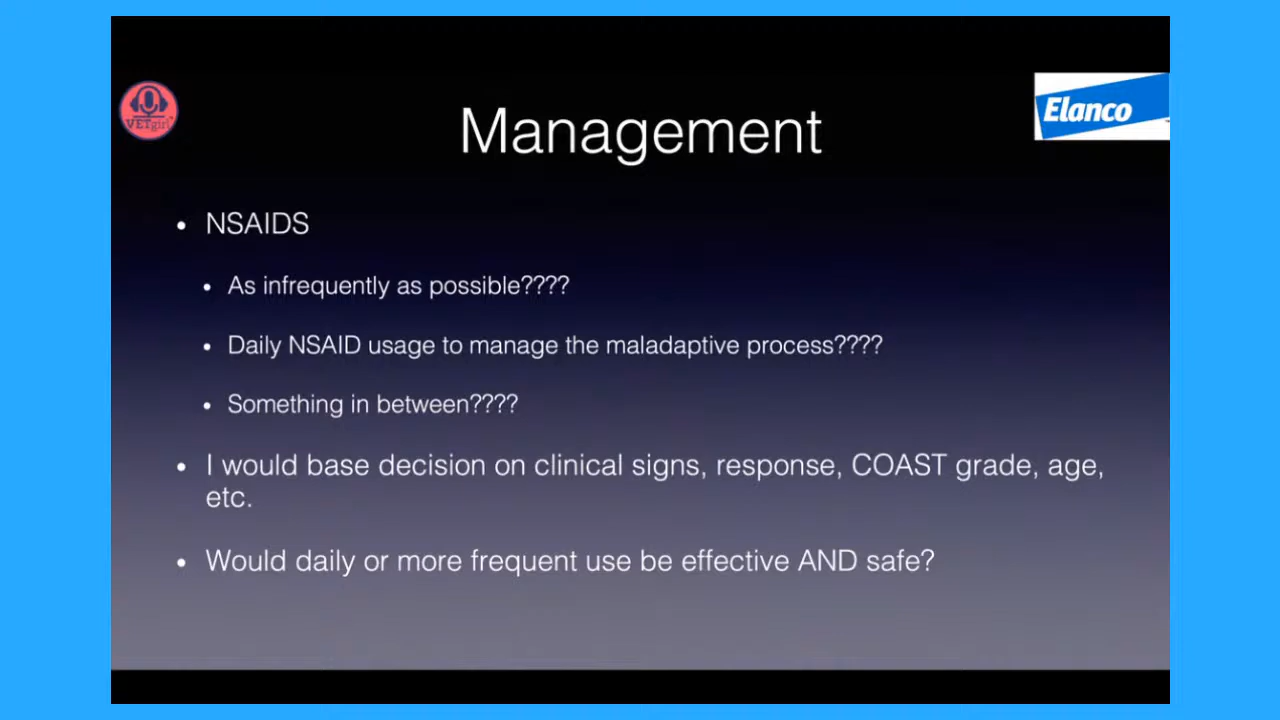 VETgirl
Elanco
Management
• NSAIDS
• As infrequently as possible????
• Daily NSAID usage to manage the maladaptive process????
• Something in between????
• I would base decision on clinical signs, response, COAST grade, age,
etc.
• Would daily or more frequent use be effective AND safe?